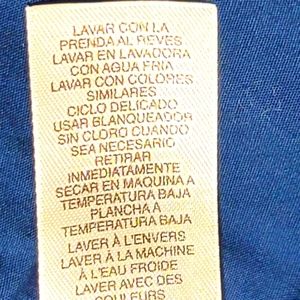 LAVAR CON LA
PRENDA AL REVES
LAVAR EN LAVADORA
CON AGUA FRIA
LAVAR CON COLORES
SIMILARES
CICLO DELICADO
USAR BLANQUEADOR
SIN CLORO CUANDO
SEA NECESARIO
RETIRAR
INMEDIATAMENTE
SECAR EN MAQUINA A
TEMPERATURA BAJA
PLANCHA A
TEMPERATURA BAJA
LAVER À L'ENVERS
LAVER À LA MACHINE
À L'EAU FROIDE
LAVER AVEC DES
COULEURS